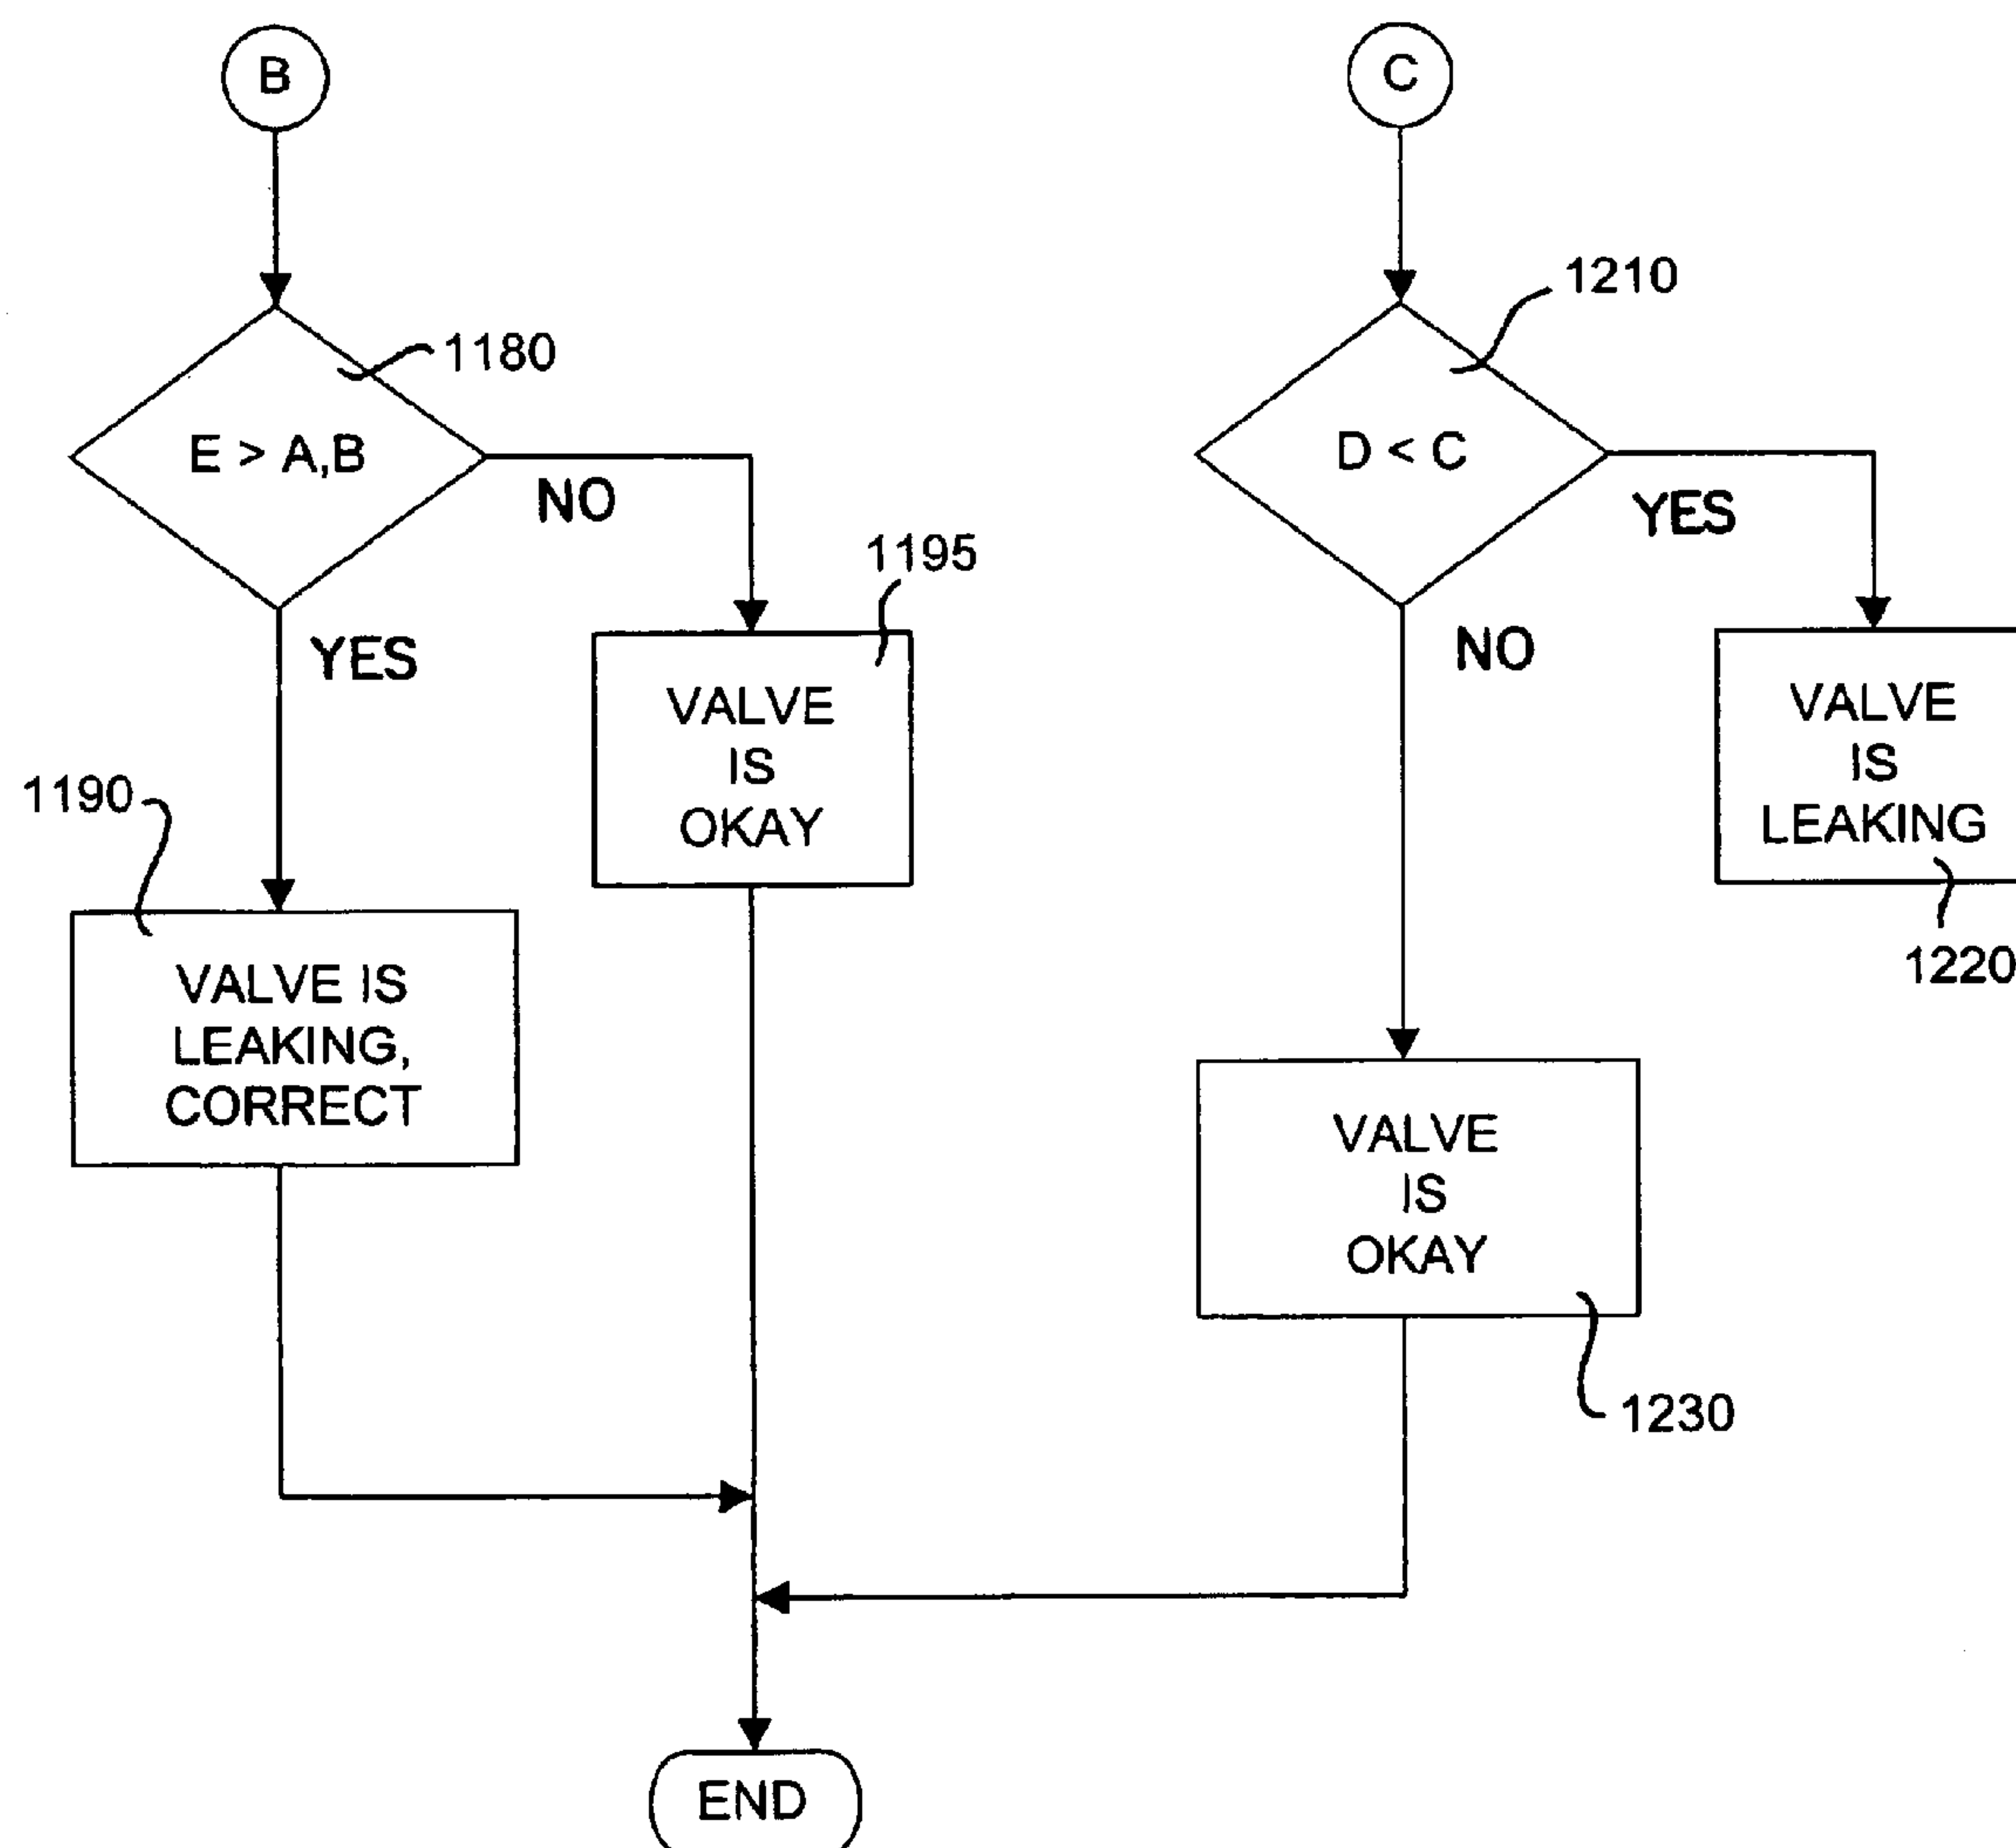 B
1180
E > A,B
NO
YES
1195
VALVE
IS
OKAY
1190
VALVE IS
LEAKING,
CORRECT
C
1210
D < C
YES
NO
VALVE
IS
LEAKING
1220
VALVE
IS
OKAY
1230
END